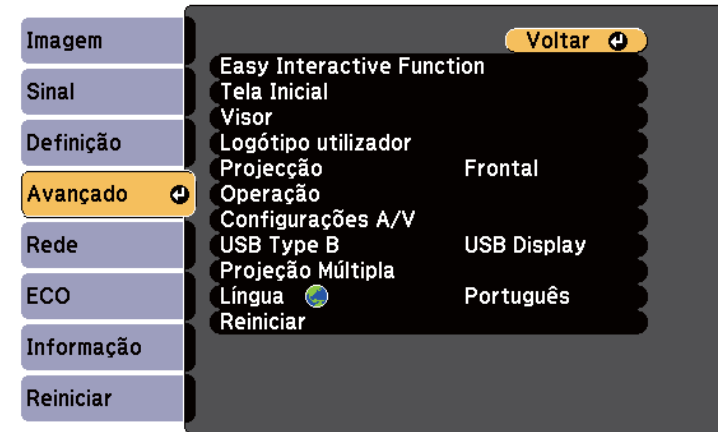 Imagem
Sinal
Definição
Avançado
Rede
ECO
Informação
Reiniciar
Voltar
Easy Interactive Function
Tela Inicial
Visor
Logótipo utilizador
Projecção Frontal
Operação
Configurações A/V
USB Type B USB Display
Projeção Múltipla
Língua Português
Reiniciar